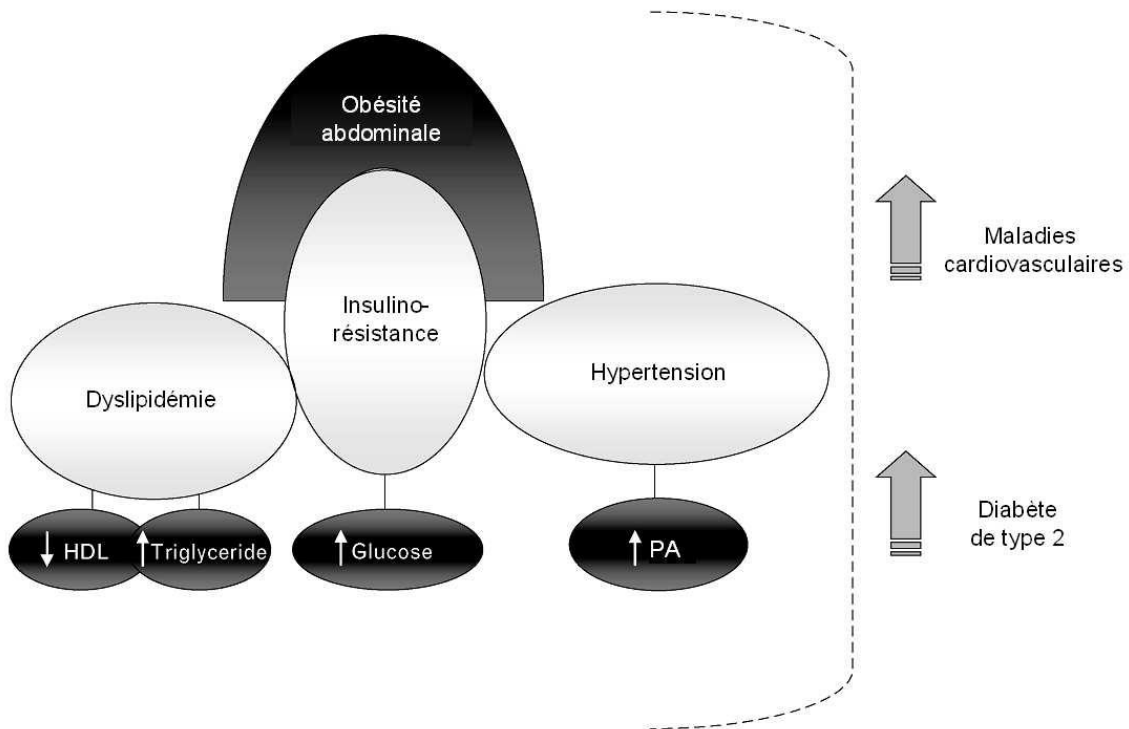 Obésité
abdominale
Insulino-
résistance
Dyslipidémie
Hypertension
↓ HDL
↑ Triglyceride
↑ Glucose
↑ PA
Maladies
cardiovasculaires
Diabète
de type 2